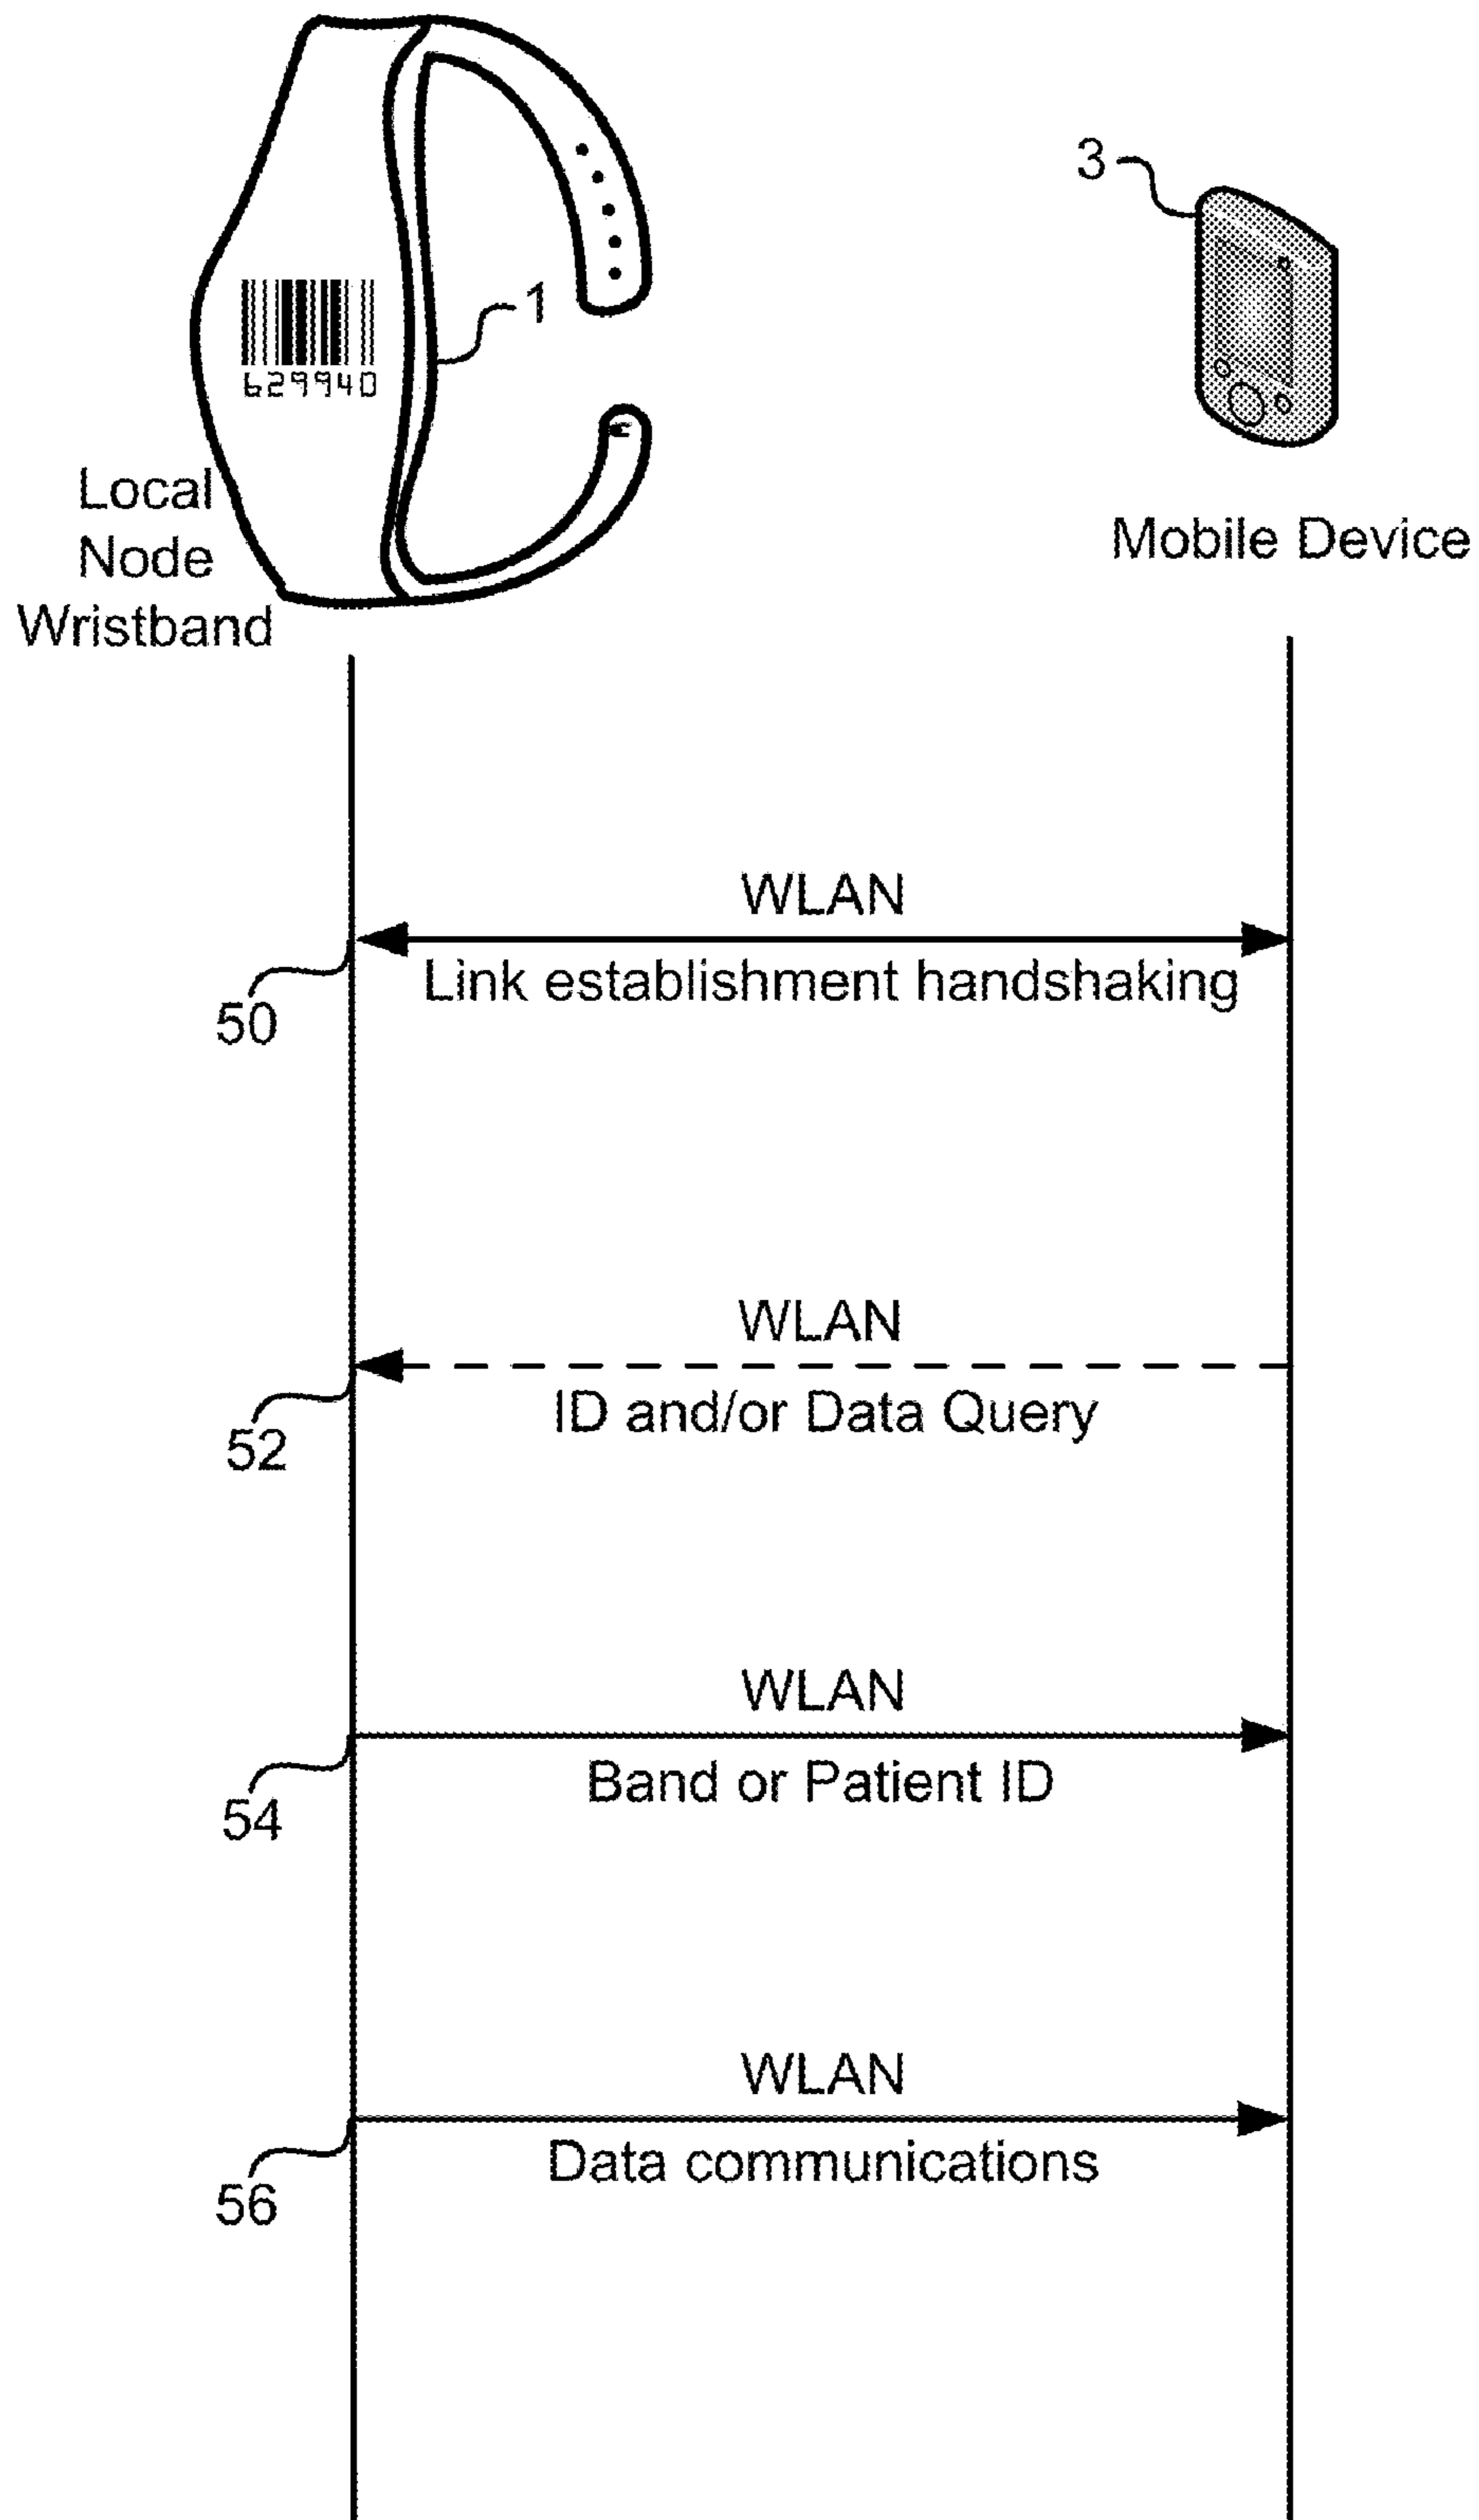 3
1
629940
Local
Node
Wristband
Mobile Device
WLAN
Link establishment handshaking
50
WLAN
ID and/or Data Query
52
WLAN
Band or Patient ID
54
WLAN
Data communications
56